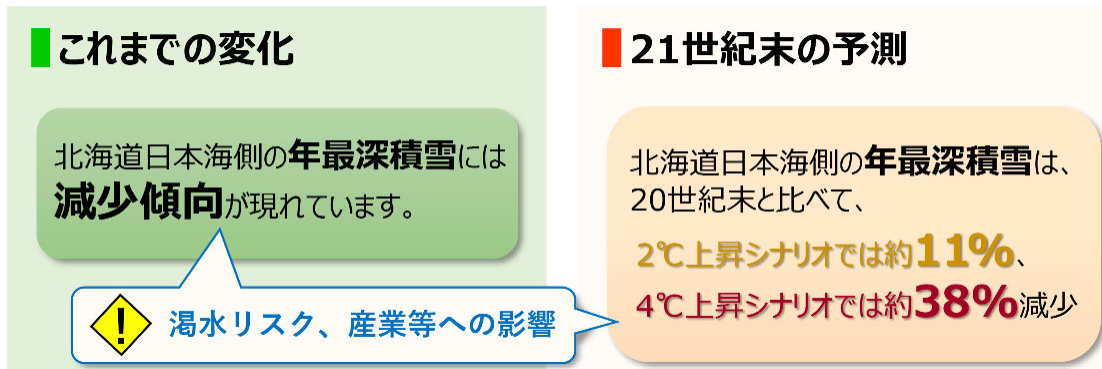 これまでの変化
北海道日本海側の年最深積雪には
減少傾向が現れています。
渇水リスク、産業等への影響
21世紀末の予測
北海道日本海側の年最深積雪は、
20世紀末と比べて、
2℃上昇シナリオでは約11%、
4℃上昇シナリオでは約38%減少